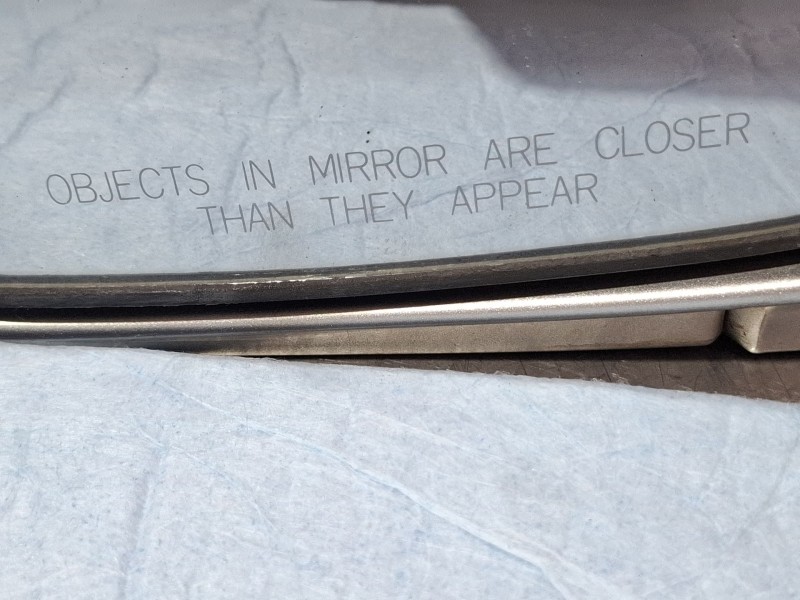 OBJECTS IN MIRROR ARE CLOSER
THAN THEY APPEAR